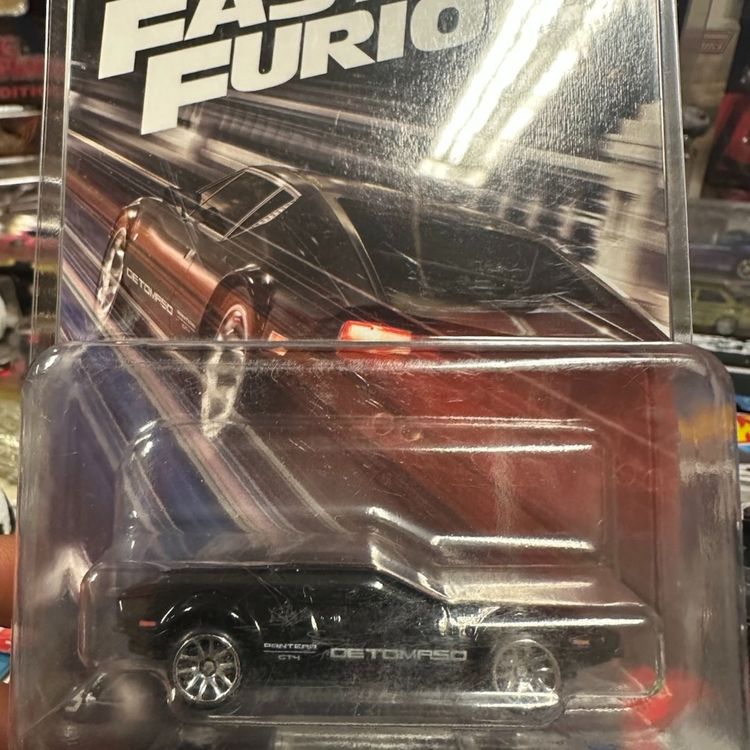 FAST
FURIO
DETOMASO
PANTERA
GT4
DETOMASO